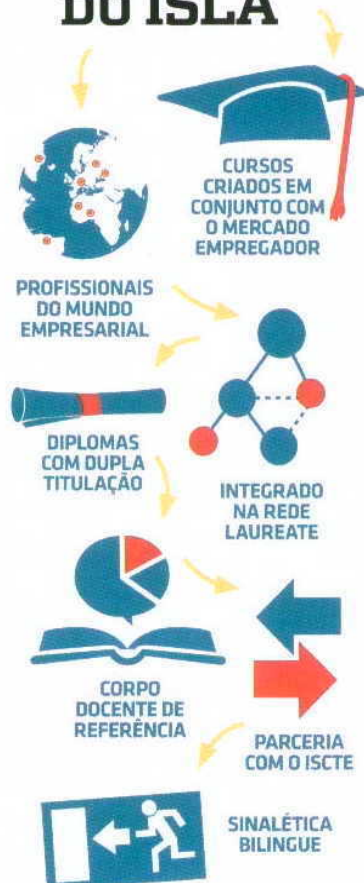 DO ISLA
CURSOS
CRIADOS EM
CONJUNTO COM
O MERCADO
EMPREGADOR
PROFISSIONAIS
DO MUNDO
EMPRESARIAL
DIPLOMAS
COM DUPLA
TITULAÇÃO
INTEGRADO
NA REDE
LAUREATE
CORPO
DOCENTE DE
REFERÊNCIA
PARCERIA
COM O ISCTE
SINALÉTICA
BILINGUE